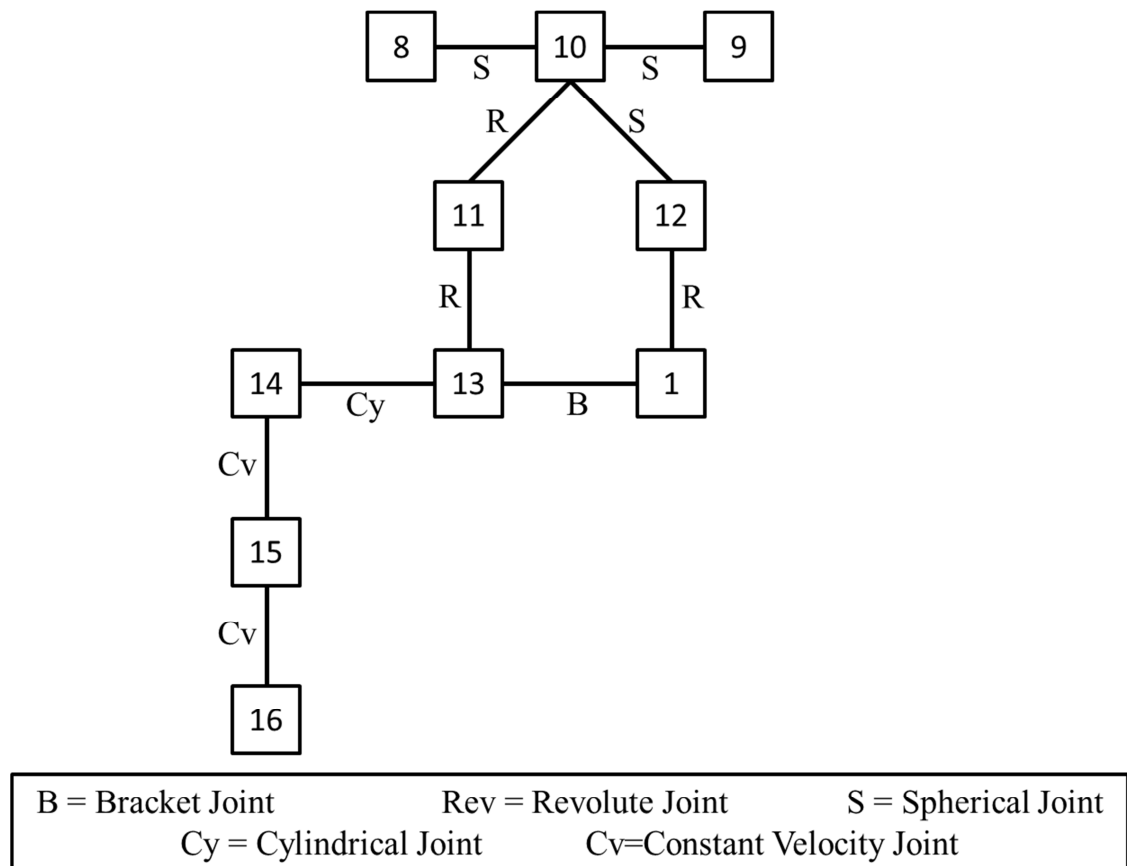 8
S
10
S
9
R
S
11
12
R
R
14
Cy
13
B
1
Cv
15
Cv
16
B = Bracket Joint
Rev = Revolute Joint
S = Spherical Joint
Cy = Cylindrical Joint
Cv=Constant Velocity Joint